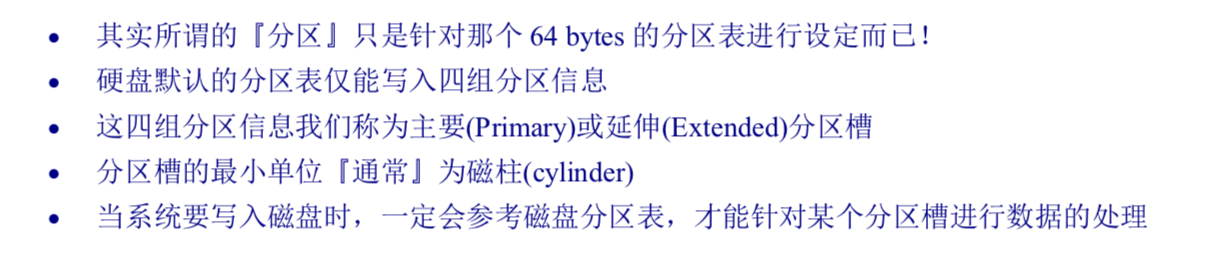 • 其实所谓的『分区』只是针对那个 64 bytes 的分区表进行设定而已！
• 硬盘默认的分区表仅能写入四组分区信息
• 这四组分区信息我们称为主要(Primary)或延伸(Extended)分区槽
• 分区槽的最小单位『通常』为磁柱(cylinder)
• 当系统要写入磁盘时，一定会参考磁盘分区表，才能针对某个分区槽进行数据的处理